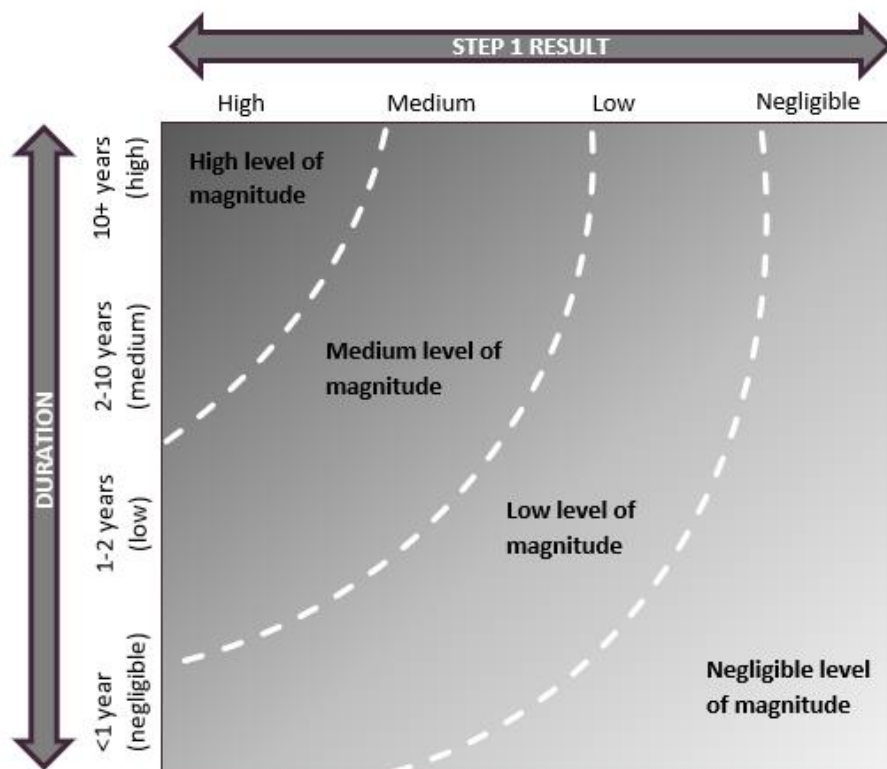 STEP 1 RESULT
High
Medium
Low
Negligible
DURATION
10+ years
(high)
2-10 years
(medium)
1-2 years
(low)
<1 year
(negligible)
High level of
magnitude
Medium level of
magnitude
Low level of
magnitude
Negligible level
of magnitude